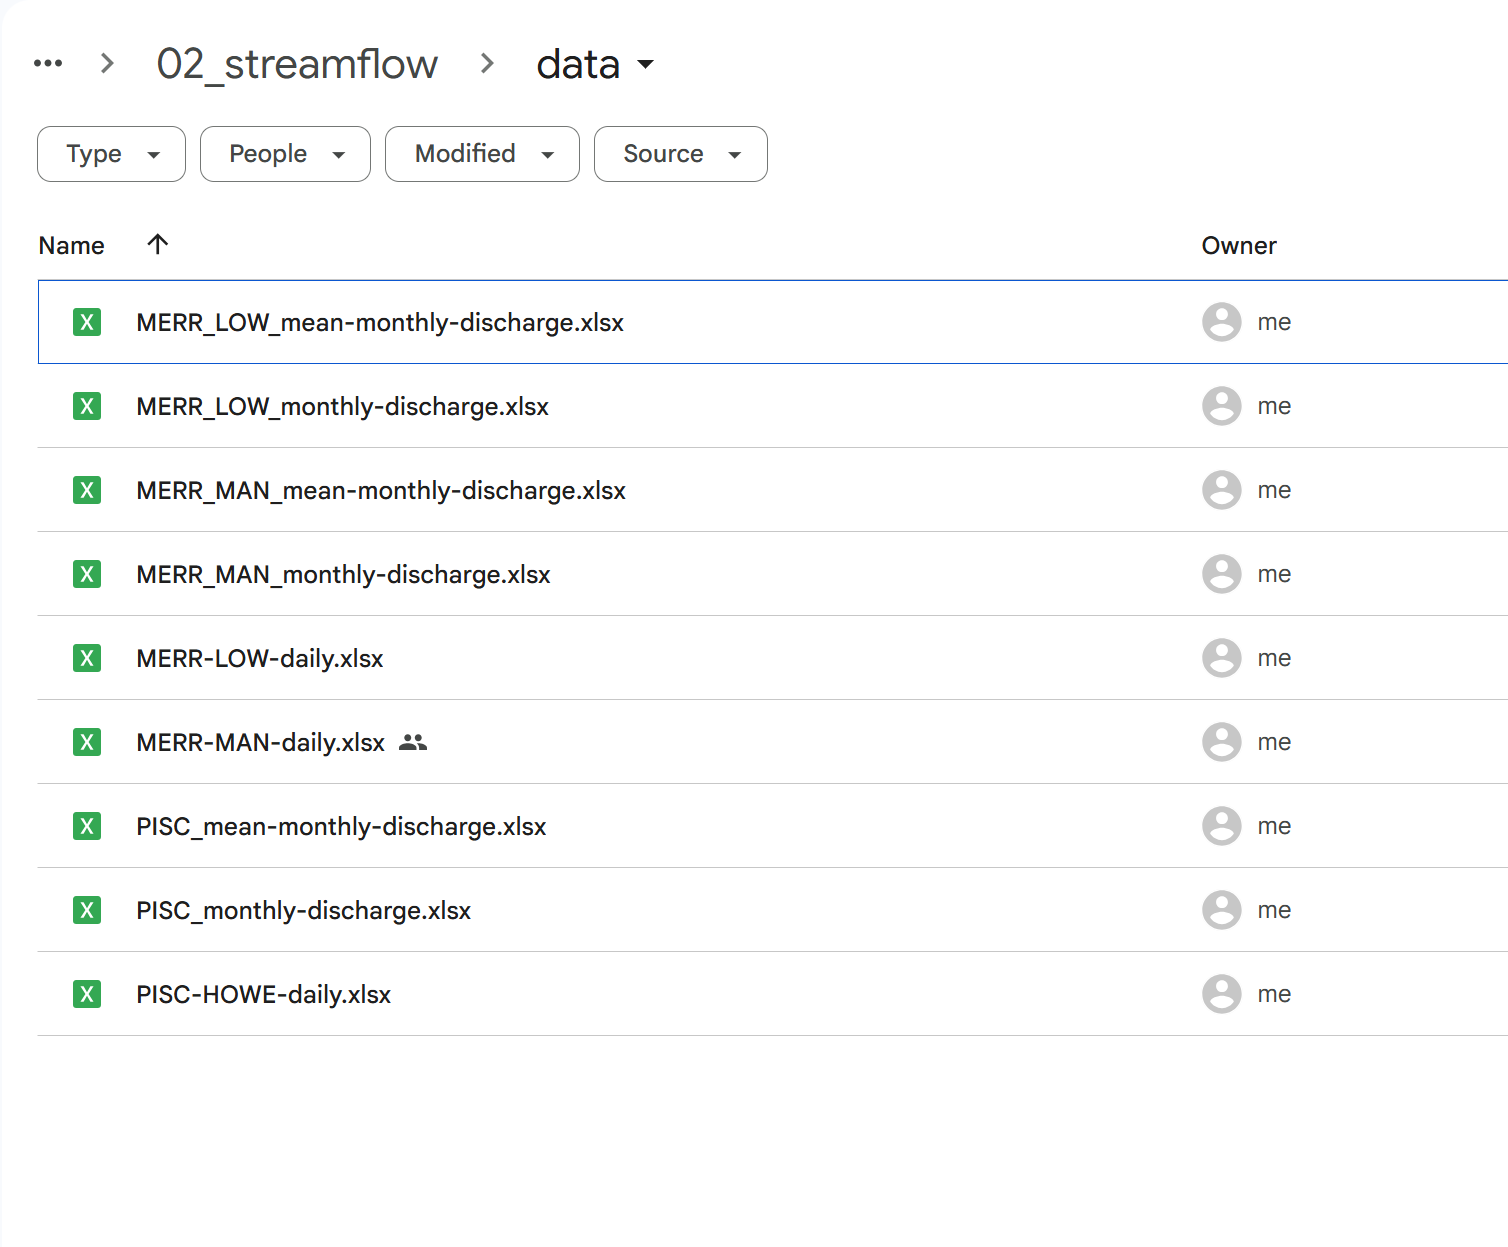 02_streamflow data
Type People Modified Source
Name Owner
MERR_LOW_mean-monthly-discharge.xlsx me
MERR_LOW_monthly-discharge.xlsx me
MERR_MAN_mean-monthly-discharge.xlsx me
MERR_MAN_monthly-discharge.xlsx me
MERR-LOW-daily.xlsx me
MERR-MAN-daily.xlsx me
PISC_mean-monthly-discharge.xlsx me
PISC_monthly-discharge.xlsx me
PISC-HOWE-daily.xlsx me